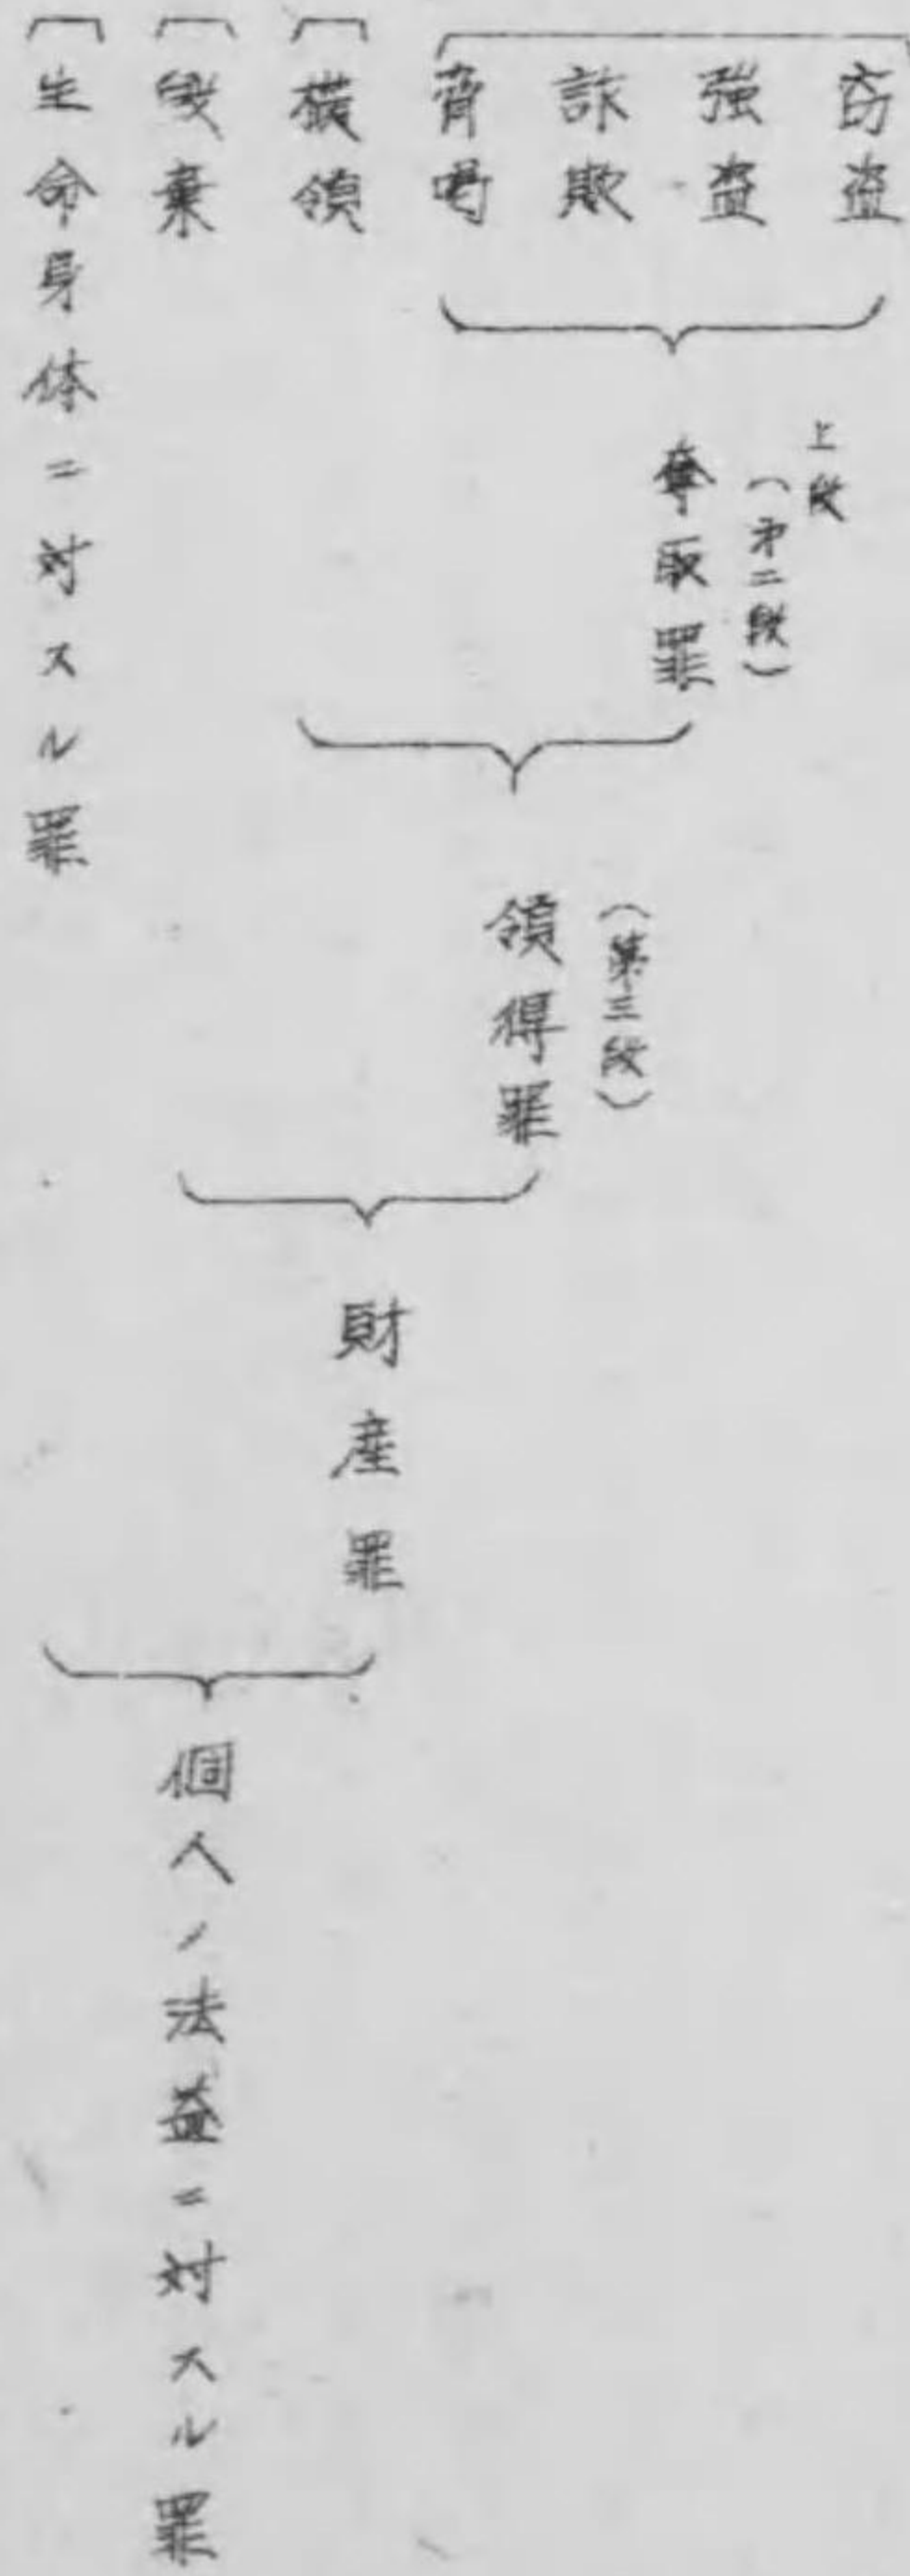 窃盗
強盗
詐欺
脅喝
横領
毀棄
生命身体ニ対スル罪
上段
(第二段)
奪取罪
(第三段)
領得罪
財産罪
個人ノ法益ニ対スル罪